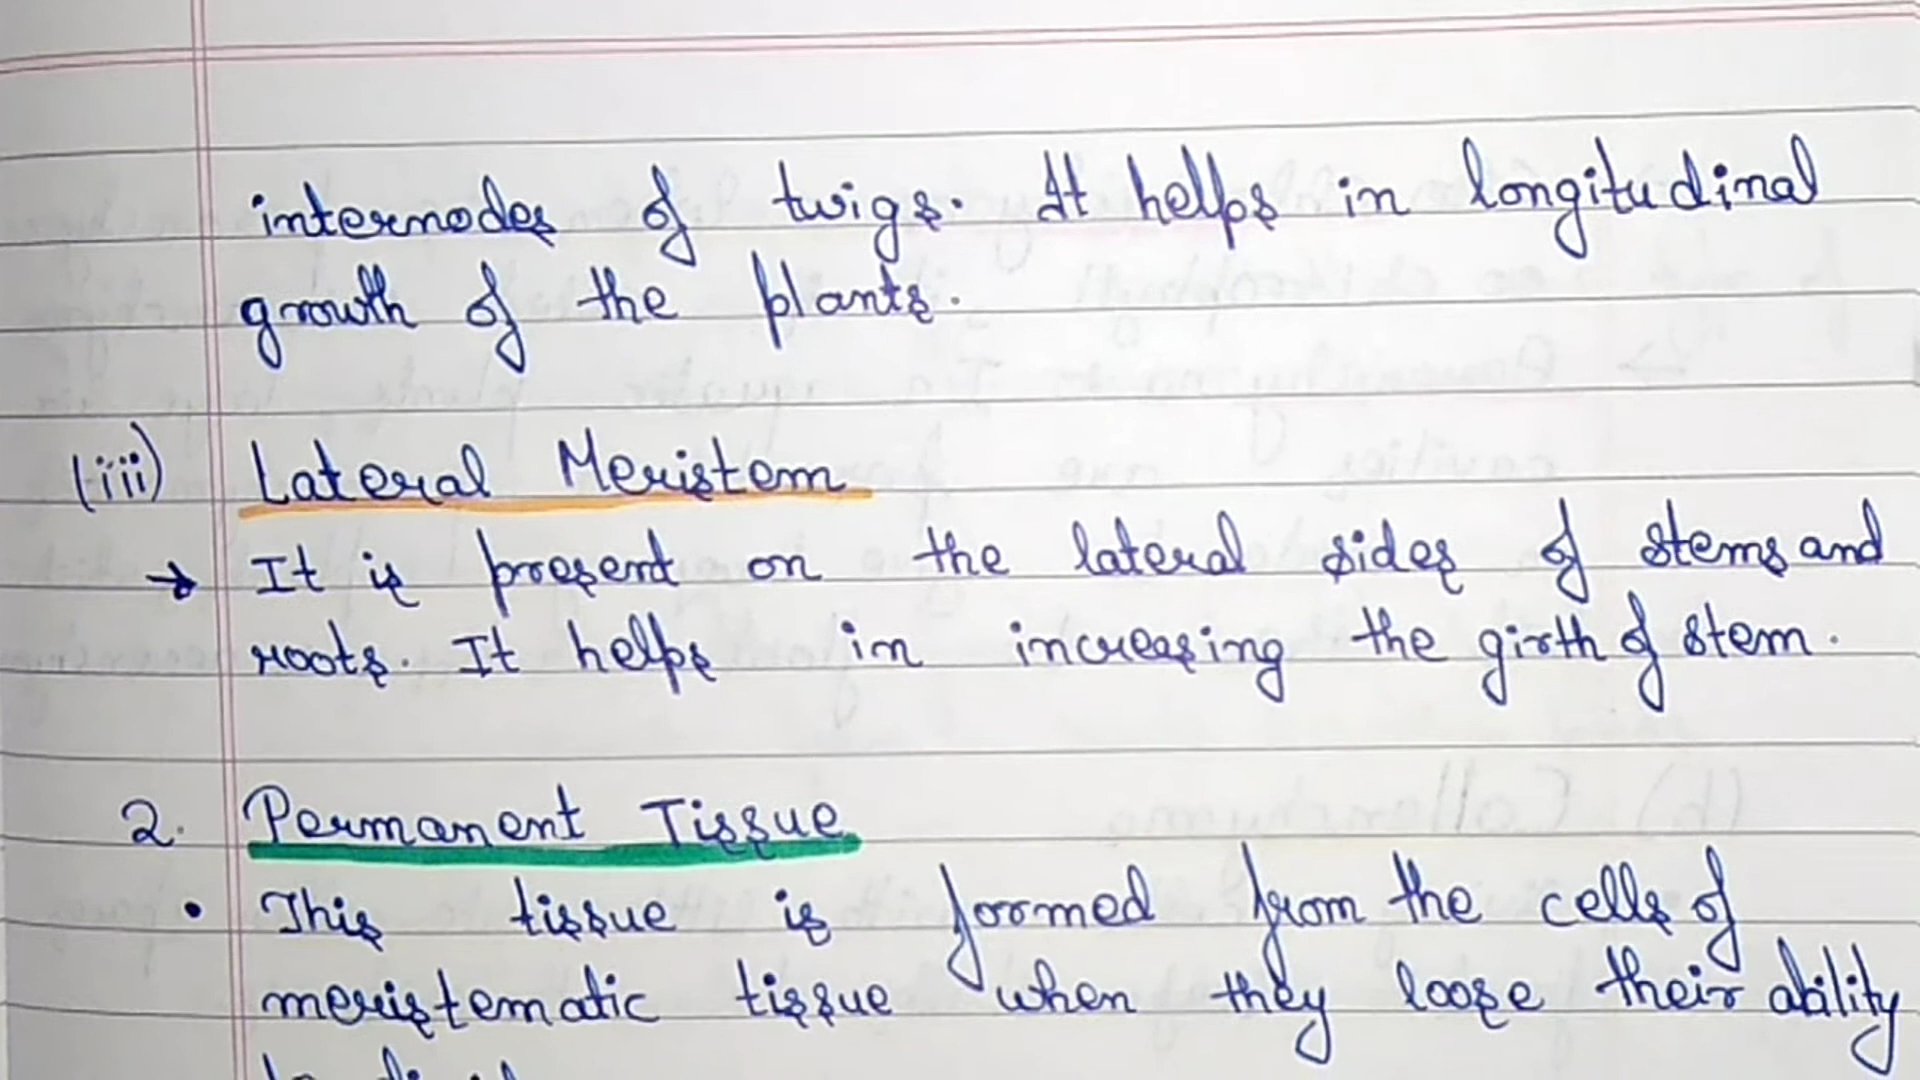 internodes of twigs. It helps in longitudinal
growth of the plants.
(iii) Lateral Meristem
→ It is present on the lateral sides of stems and
roots. It helps in increasing the girth of stem.
2. Permanent Tissue
• This tissue is formed from the cells of
meristematic tissue when they loose their ability